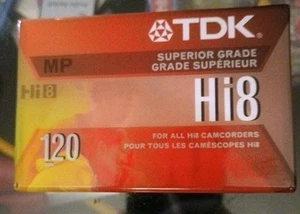 TDK
MP
SUPERIOR GRADE
GRADE SUPÉRIEUR
Hi8
Hi8
120
FOR ALL Hi8 CAMCORDERS
POUR TOUS LES CAMÉSCOPES Hi8